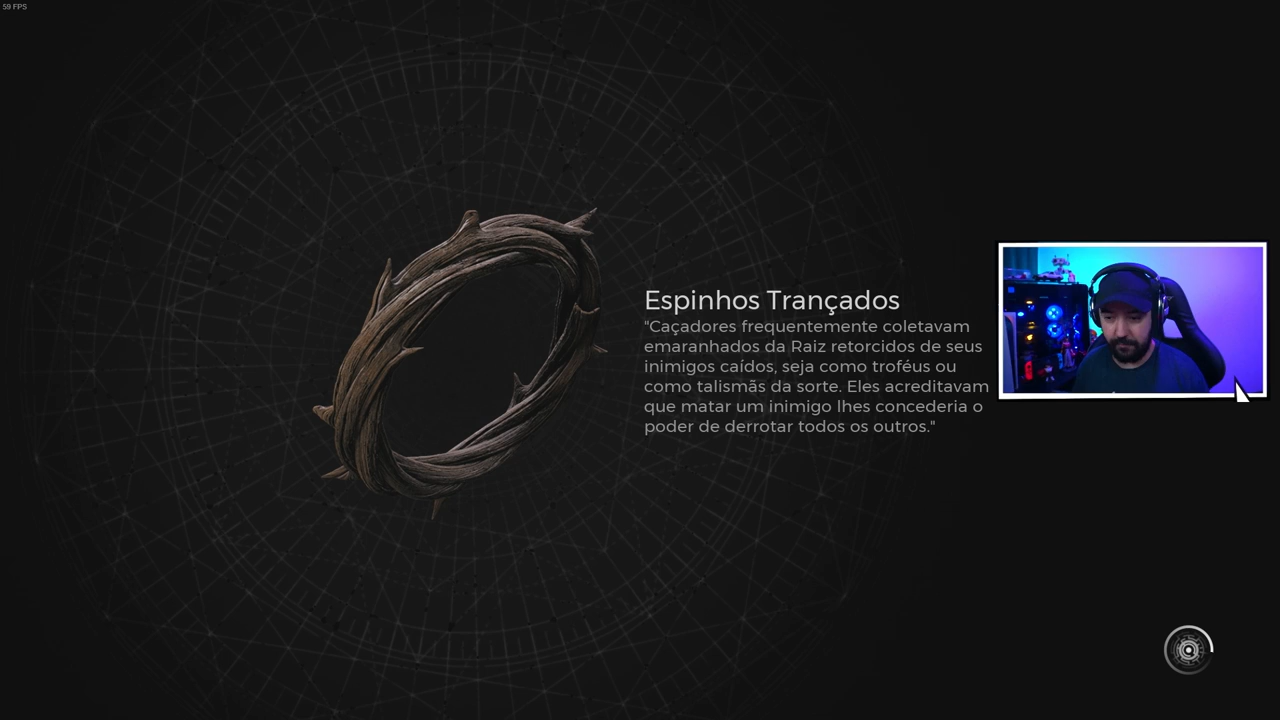 59 FPS
Espinhos Trançados
"Caçadores frequentemente coletavam
emaranhados da Raiz retorcidos de seus
inimigos caídos, seja como troféus ou
como talismãs da sorte. Eles acreditavam
que matar um inimigo lhes concederia o
poder de derrotar todos os outros."